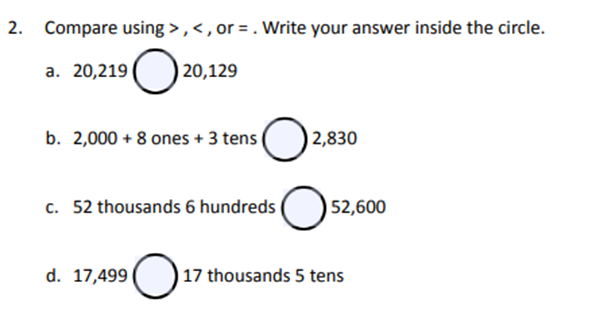 2. Compare using > , < , or = . Write your answer inside the circle.
a. 20,219 20,129
b. 2,000 + 8 ones + 3 tens 2,830
c. 52 thousands 6 hundreds 52,600
d. 17,499 17 thousands 5 tens